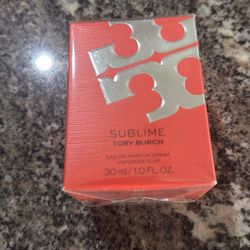 SUBLIME
TORY BURCH
EAU DE PARFUM SPRAY
VAPORISATEUR
30 ml / 1.0 FL. OZ.